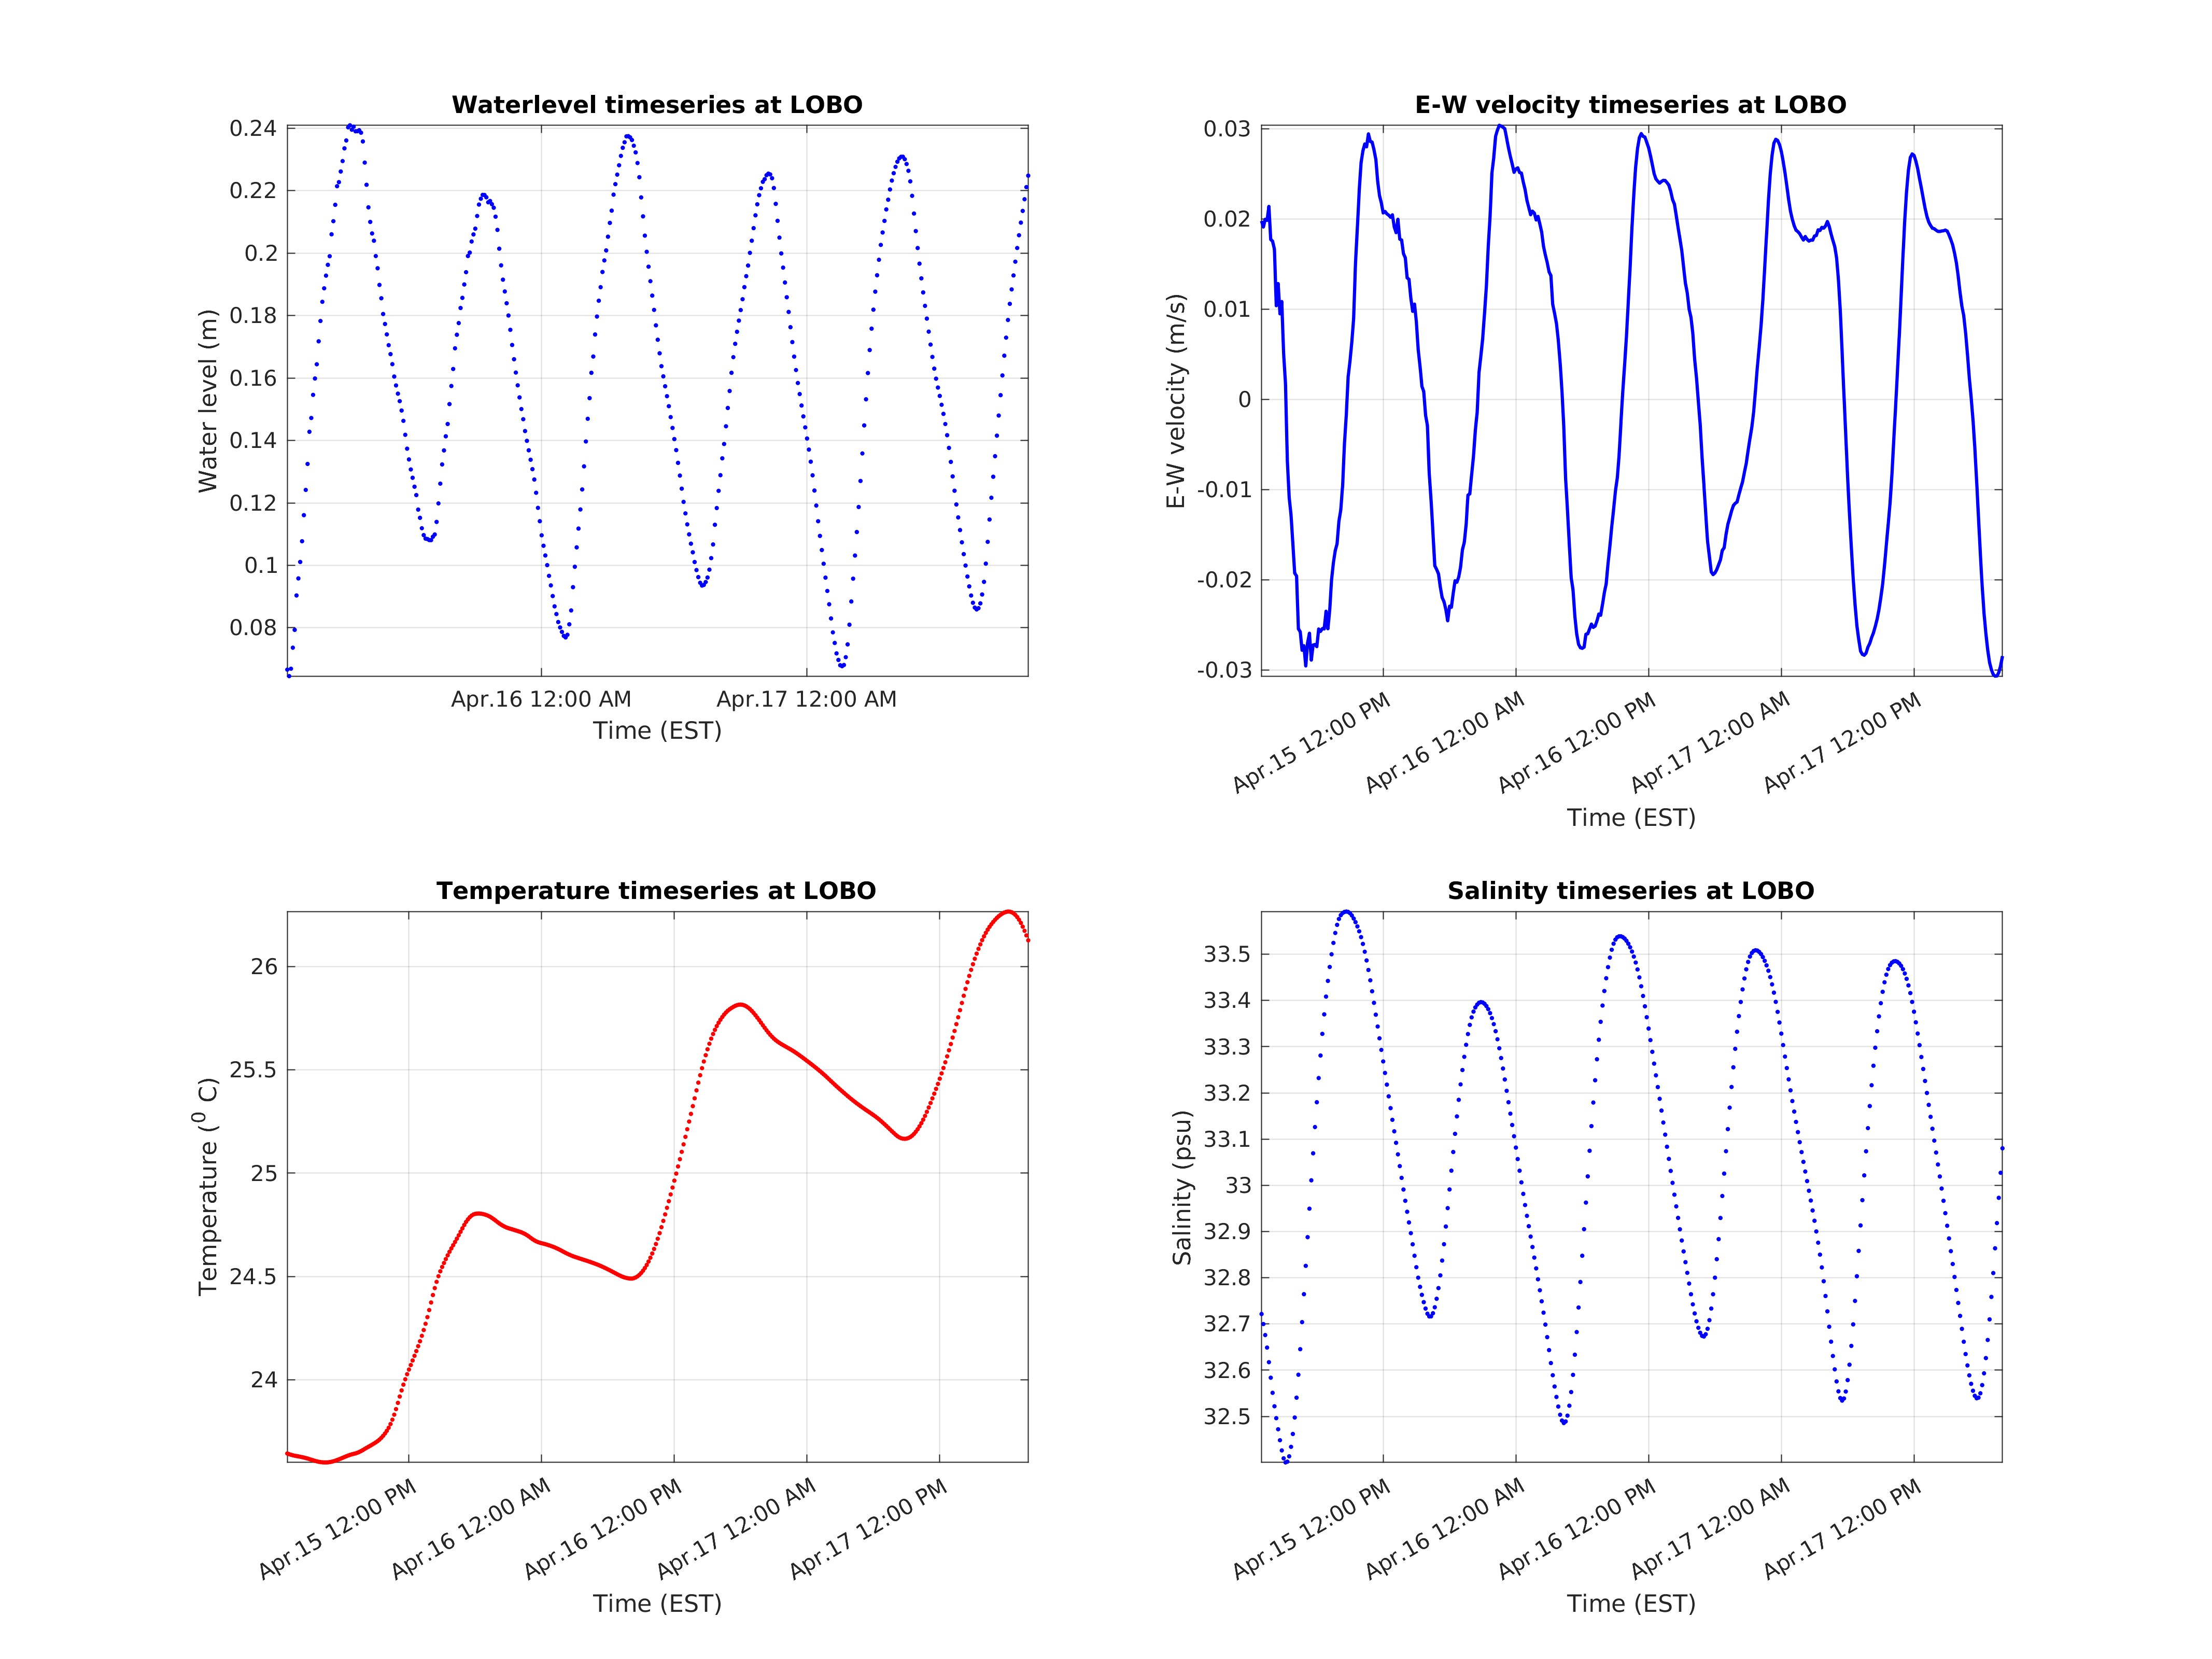 Waterlevel timeseries at LOBO
0.24
0.22
0.2
0.18
0.16
0.14
0.12
0.1
0.08
Water level (m)
Apr.16 12:00 AM
Apr.17 12:00 AM
Time (EST)
E-W velocity timeseries at LOBO
0.03
0.02
0.01
0
-0.01
-0.02
-0.03
E-W velocity (m/s)
Apr.15 12:00 PM
Apr.16 12:00 AM
Apr.16 12:00 PM
Apr.17 12:00 AM
Apr.17 12:00 PM
Time (EST)
Temperature timeseries at LOBO
26
25.5
25
24.5
24
Temperature (⁰ C)
Apr.15 12:00 PM
Apr.16 12:00 AM
Apr.16 12:00 PM
Apr.17 12:00 AM
Apr.17 12:00 PM
Time (EST)
Salinity timeseries at LOBO
33.5
33.4
33.3
33.2
33.1
33
32.9
32.8
32.7
32.6
32.5
Salinity (psu)
Apr.15 12:00 PM
Apr.16 12:00 AM
Apr.16 12:00 PM
Apr.17 12:00 AM
Apr.17 12:00 PM
Time (EST)